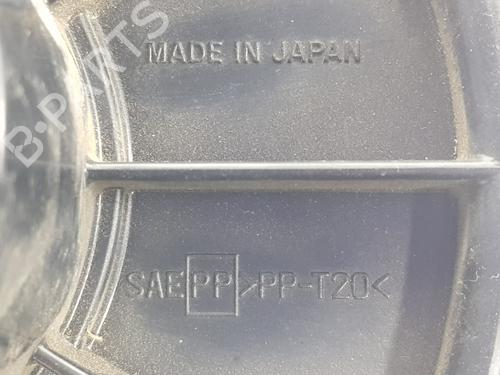 MADE IN JAPAN
B-PARTS
SAE PP >PP-T20<